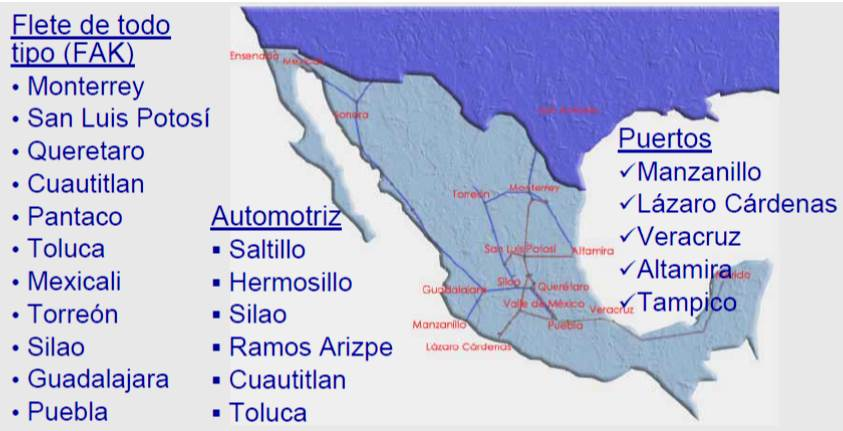 Flete de todo
tipo (FAK)
• Monterrey
• San Luis Potosí
• Queretaro
• Cuautitlan
• Pantaco
• Toluca
• Mexicali
• Torreón
• Silao
• Guadalajara
• Puebla
Automotriz
▪ Saltillo
▪ Hermosillo
▪ Silao
▪ Ramos Arizpe
▪ Cuautitlan
▪ Toluca
Puertos
✓Manzanillo
✓Lázaro Cárdenas
✓Veracruz
✓Altamira
✓Tampico
Ensenada
Mexicali
Sonora
Torreón
Monterrey
San Luis Potosí
Altamira
Silao
Querétaro
Guadalajara
Valle de México
Veracruz
Manzanillo
Puebla
Lázaro Cárdenas